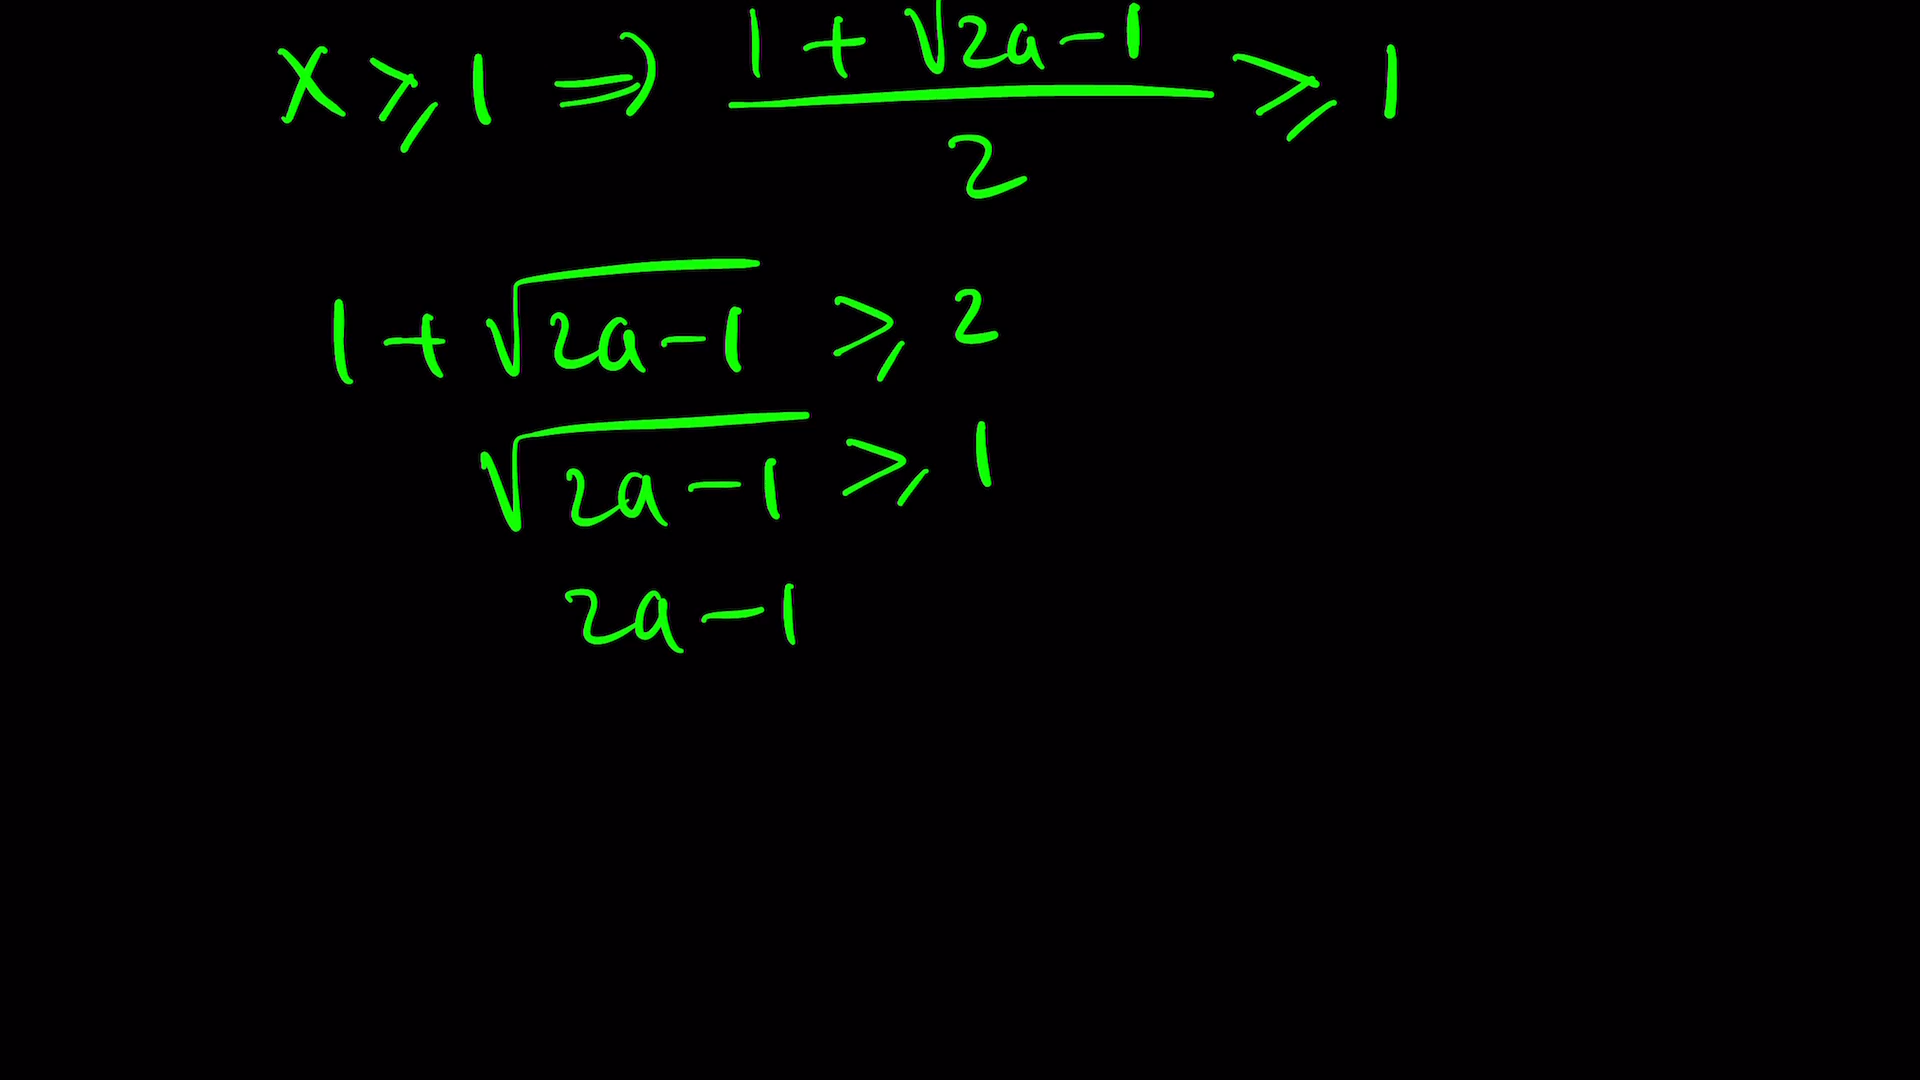 x ⩾ 1 ⇒ (1 + √2a-1)/2 ⩾ 1
1 + √2a-1 ⩾ 2
√2a-1 ⩾ 1
2a-1